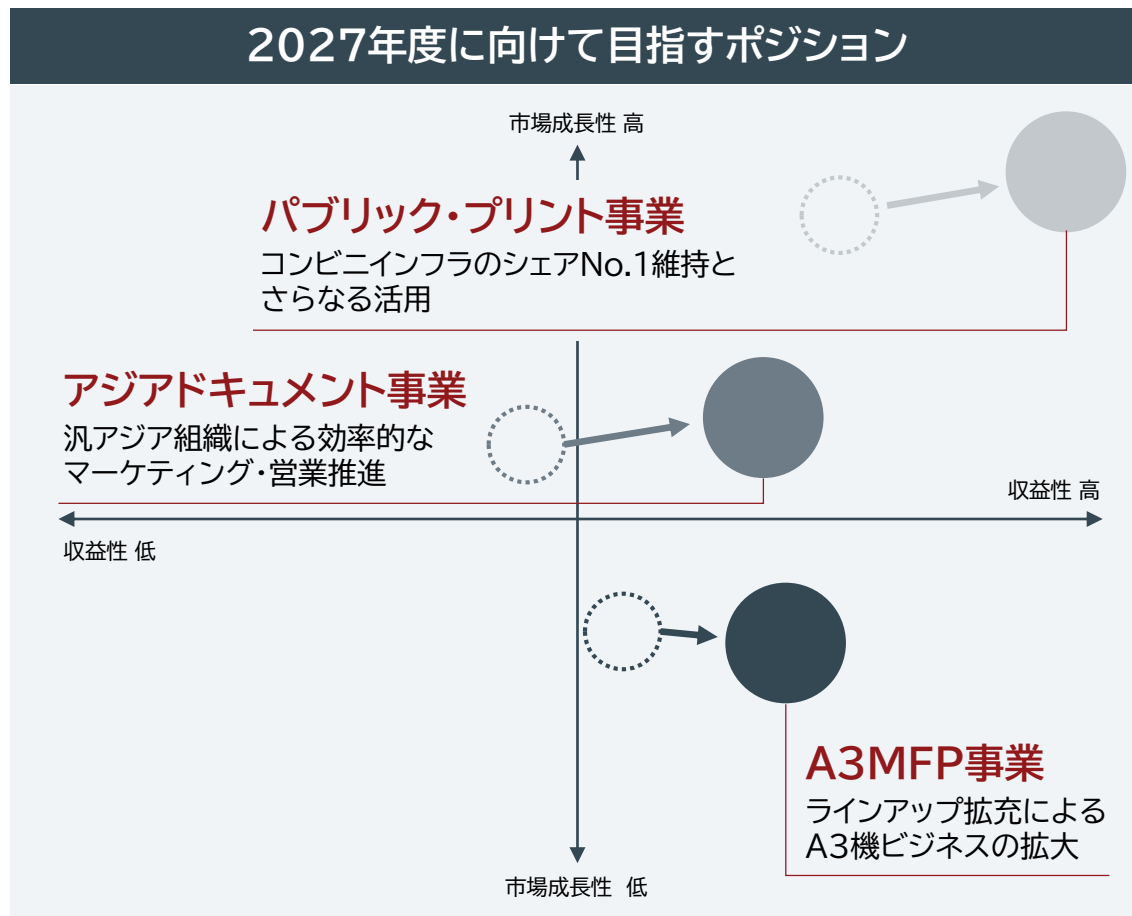 2027年度に向けて目指すポジション
市場成長性 高
パブリック・プリント事業
コンビニインフラのシェアNo.1維持と
さらなる活用
アジアドキュメント事業
汎アジア組織による効率的な
マーケティング・営業推進
収益性 高
収益性 低
A3MFP事業
ラインアップ拡充による
A3機ビジネスの拡大
市場成長性 低